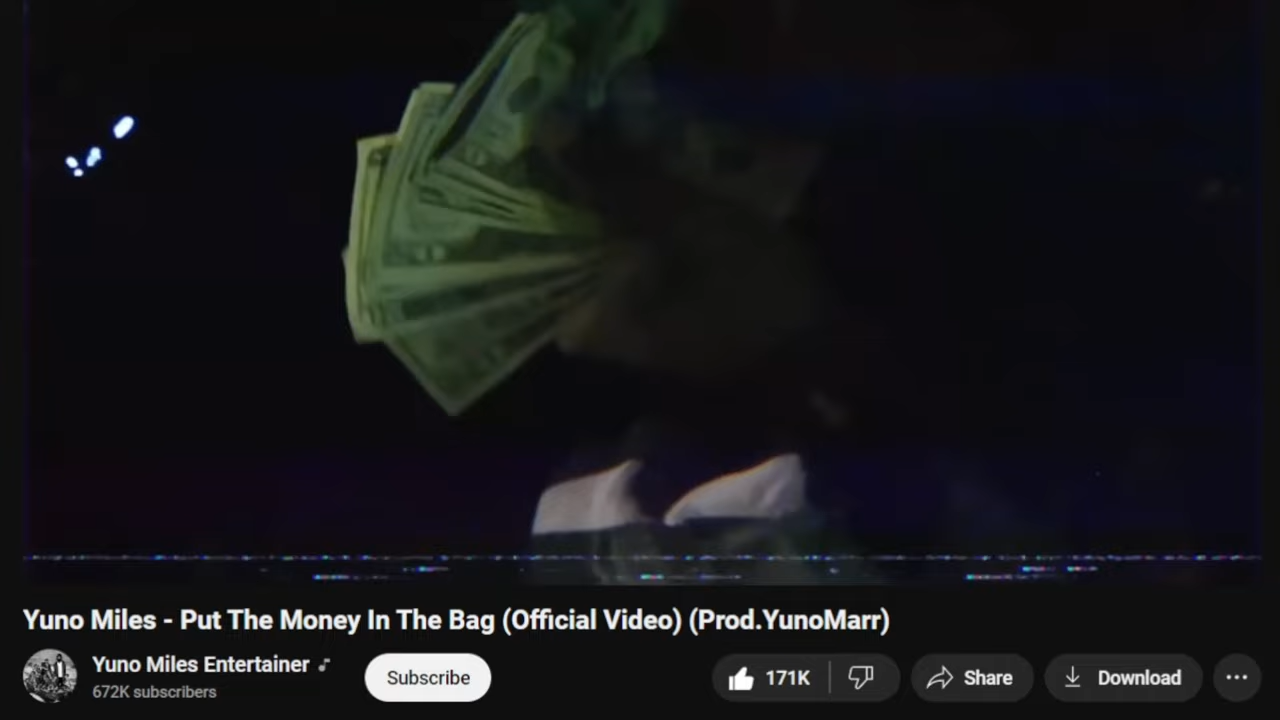 Yuno Miles - Put The Money In The Bag (Official Video) (Prod.YunoMarr)
Yuno Miles Entertainer
672K subscribers
Subscribe
171K
Share
Download